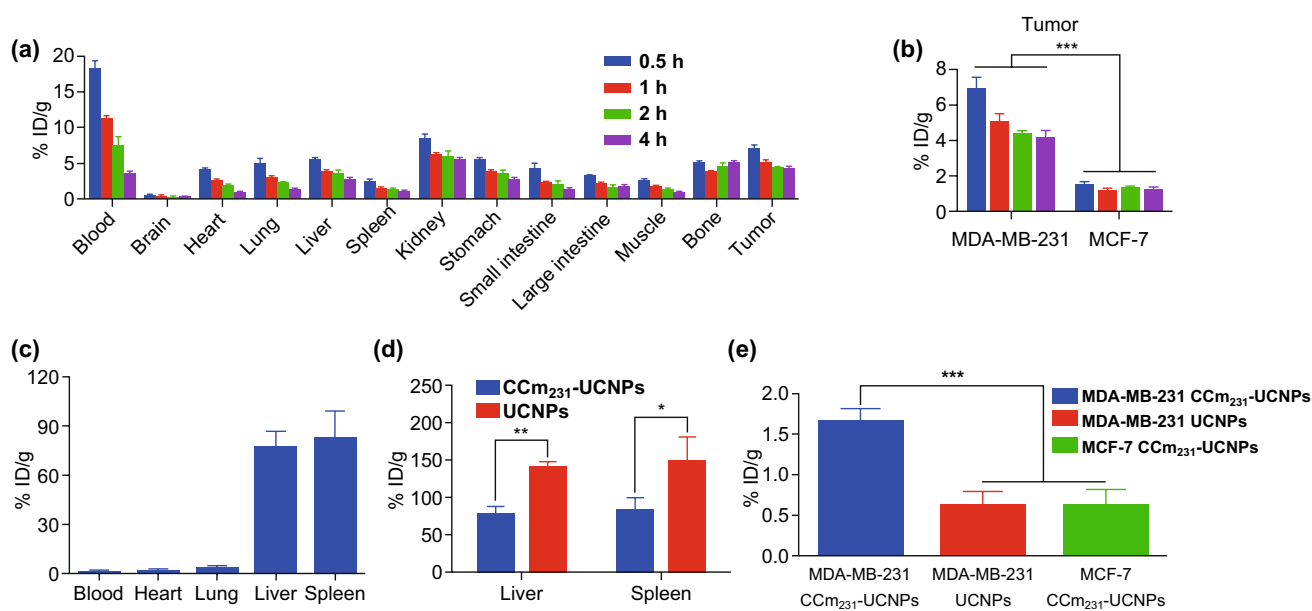 (a)
% ID/g
20
15
10
5
0
0.5 h
1 h
2 h
4 h
Blood
Brain
Heart
Lung
Liver
Spleen
Kidney
Stomach
Small intestine
Large intestine
Muscle
Bone
Tumor
(b)
Tumor
***
% ID/g
8
6
4
2
0
MDA-MB-231 MCF-7
(c)
% ID/g
120
90
60
30
0
Blood Heart Lung Liver Spleen
(d)
% ID/g
250
200
150
100
50
0
CCm₂₃₁-UCNPs
UCNPs
**
*
Liver Spleen
(e)
% ID/g
2.0
1.5
1.0
0.5
0.0
***
MDA-MB-231 CCm₂₃₁-UCNPs
MDA-MB-231 UCNPs
MCF-7 CCm₂₃₁-UCNPs
MDA-MB-231 MDA-MB-231 MCF-7
CCm₂₃₁-UCNPs UCNPs CCm₂₃₁-UCNPs